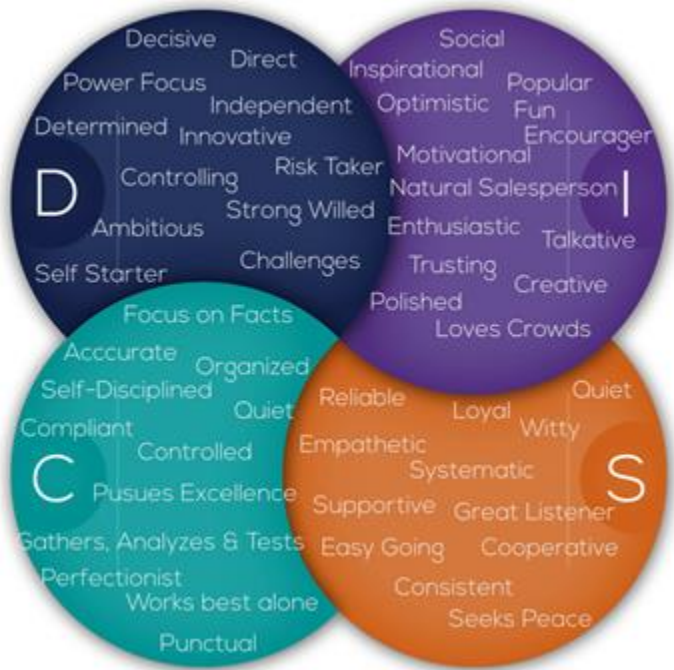 Decisive
Direct
Power Focus
Independent
Determined
Innovative
Risk Taker
D
Controlling
Strong Willed
Ambitious
Challenges
Self Starter
Social
Inspirational
Popular
Optimistic
Fun
Encourager
Motivational
Natural Salesperson
I
Enthusiastic
Talkative
Trusting
Creative
Polished
Loves Crowds
Focus on Facts
Acccurate
Organized
Self-Disciplined
Quiet
Compliant
Controlled
C
Pusues Excellence
Gathers, Analyzes & Tests
Perfectionist
Works best alone
Punctual
Quiet
Reliable
Loyal
Witty
Empathetic
Systematic
S
Supportive
Great Listener
Easy Going
Cooperative
Consistent
Seeks Peace